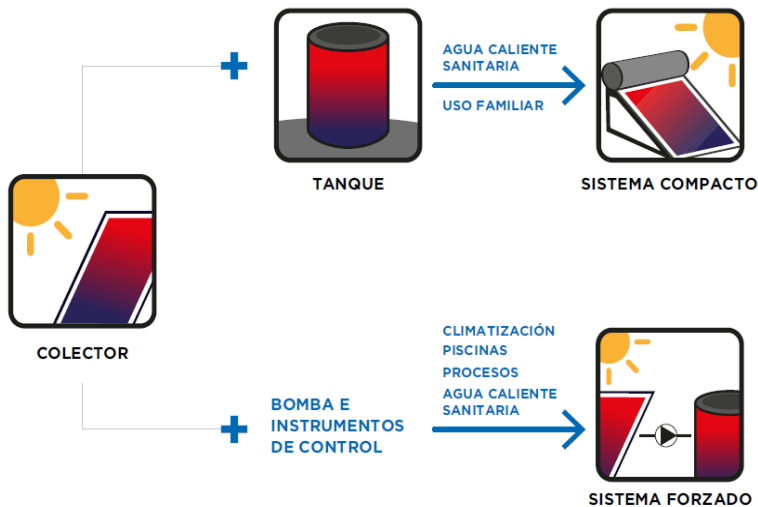 AGUA CALIENTE
SANITARIA
USO FAMILIAR
TANQUE
SISTEMA COMPACTO
COLECTOR
BOMBA E
INSTRUMENTOS
DE CONTROL
CLIMATIZACIÓN
PISCINAS
PROCESOS
AGUA CALIENTE
SANITARIA
SISTEMA FORZADO